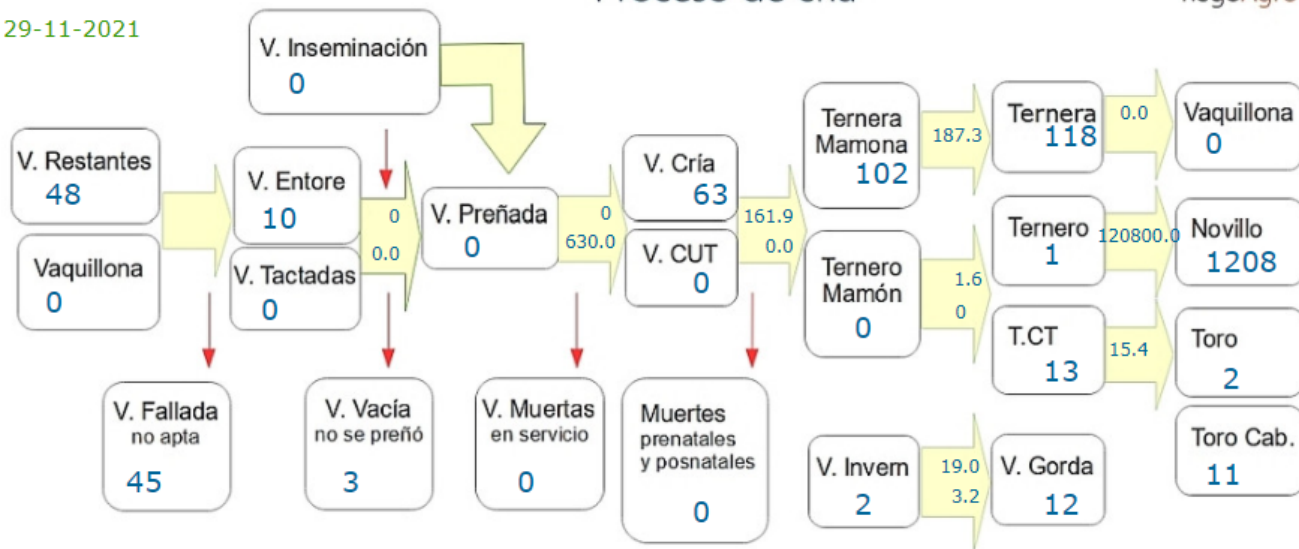 29-11-2021
V. Inseminación
0
V. Restantes
48
Vaquillona
0
V. Entore
10
V. Tactadas
0
0
0.0
V. Preñada
0
0
630.0
V. Cría
63
V. CUT
0
161.9
0.0
Ternera
Mamona
102
Ternero
Mamón
0
187.3
1.6
0
Ternera
118
Ternero
1
T.CT
13
0.0
120800.0
15.4
Vaquillona
0
Novillo
1208
Toro
2
Toro Cab.
11
V. Fallada
no apta
45
V. Vacía
no se preñó
3
V. Muertas
en servicio
0
Muertes
prenatales
y posnatales
0
V. Invern
2
19.0
3.2
V. Gorda
12